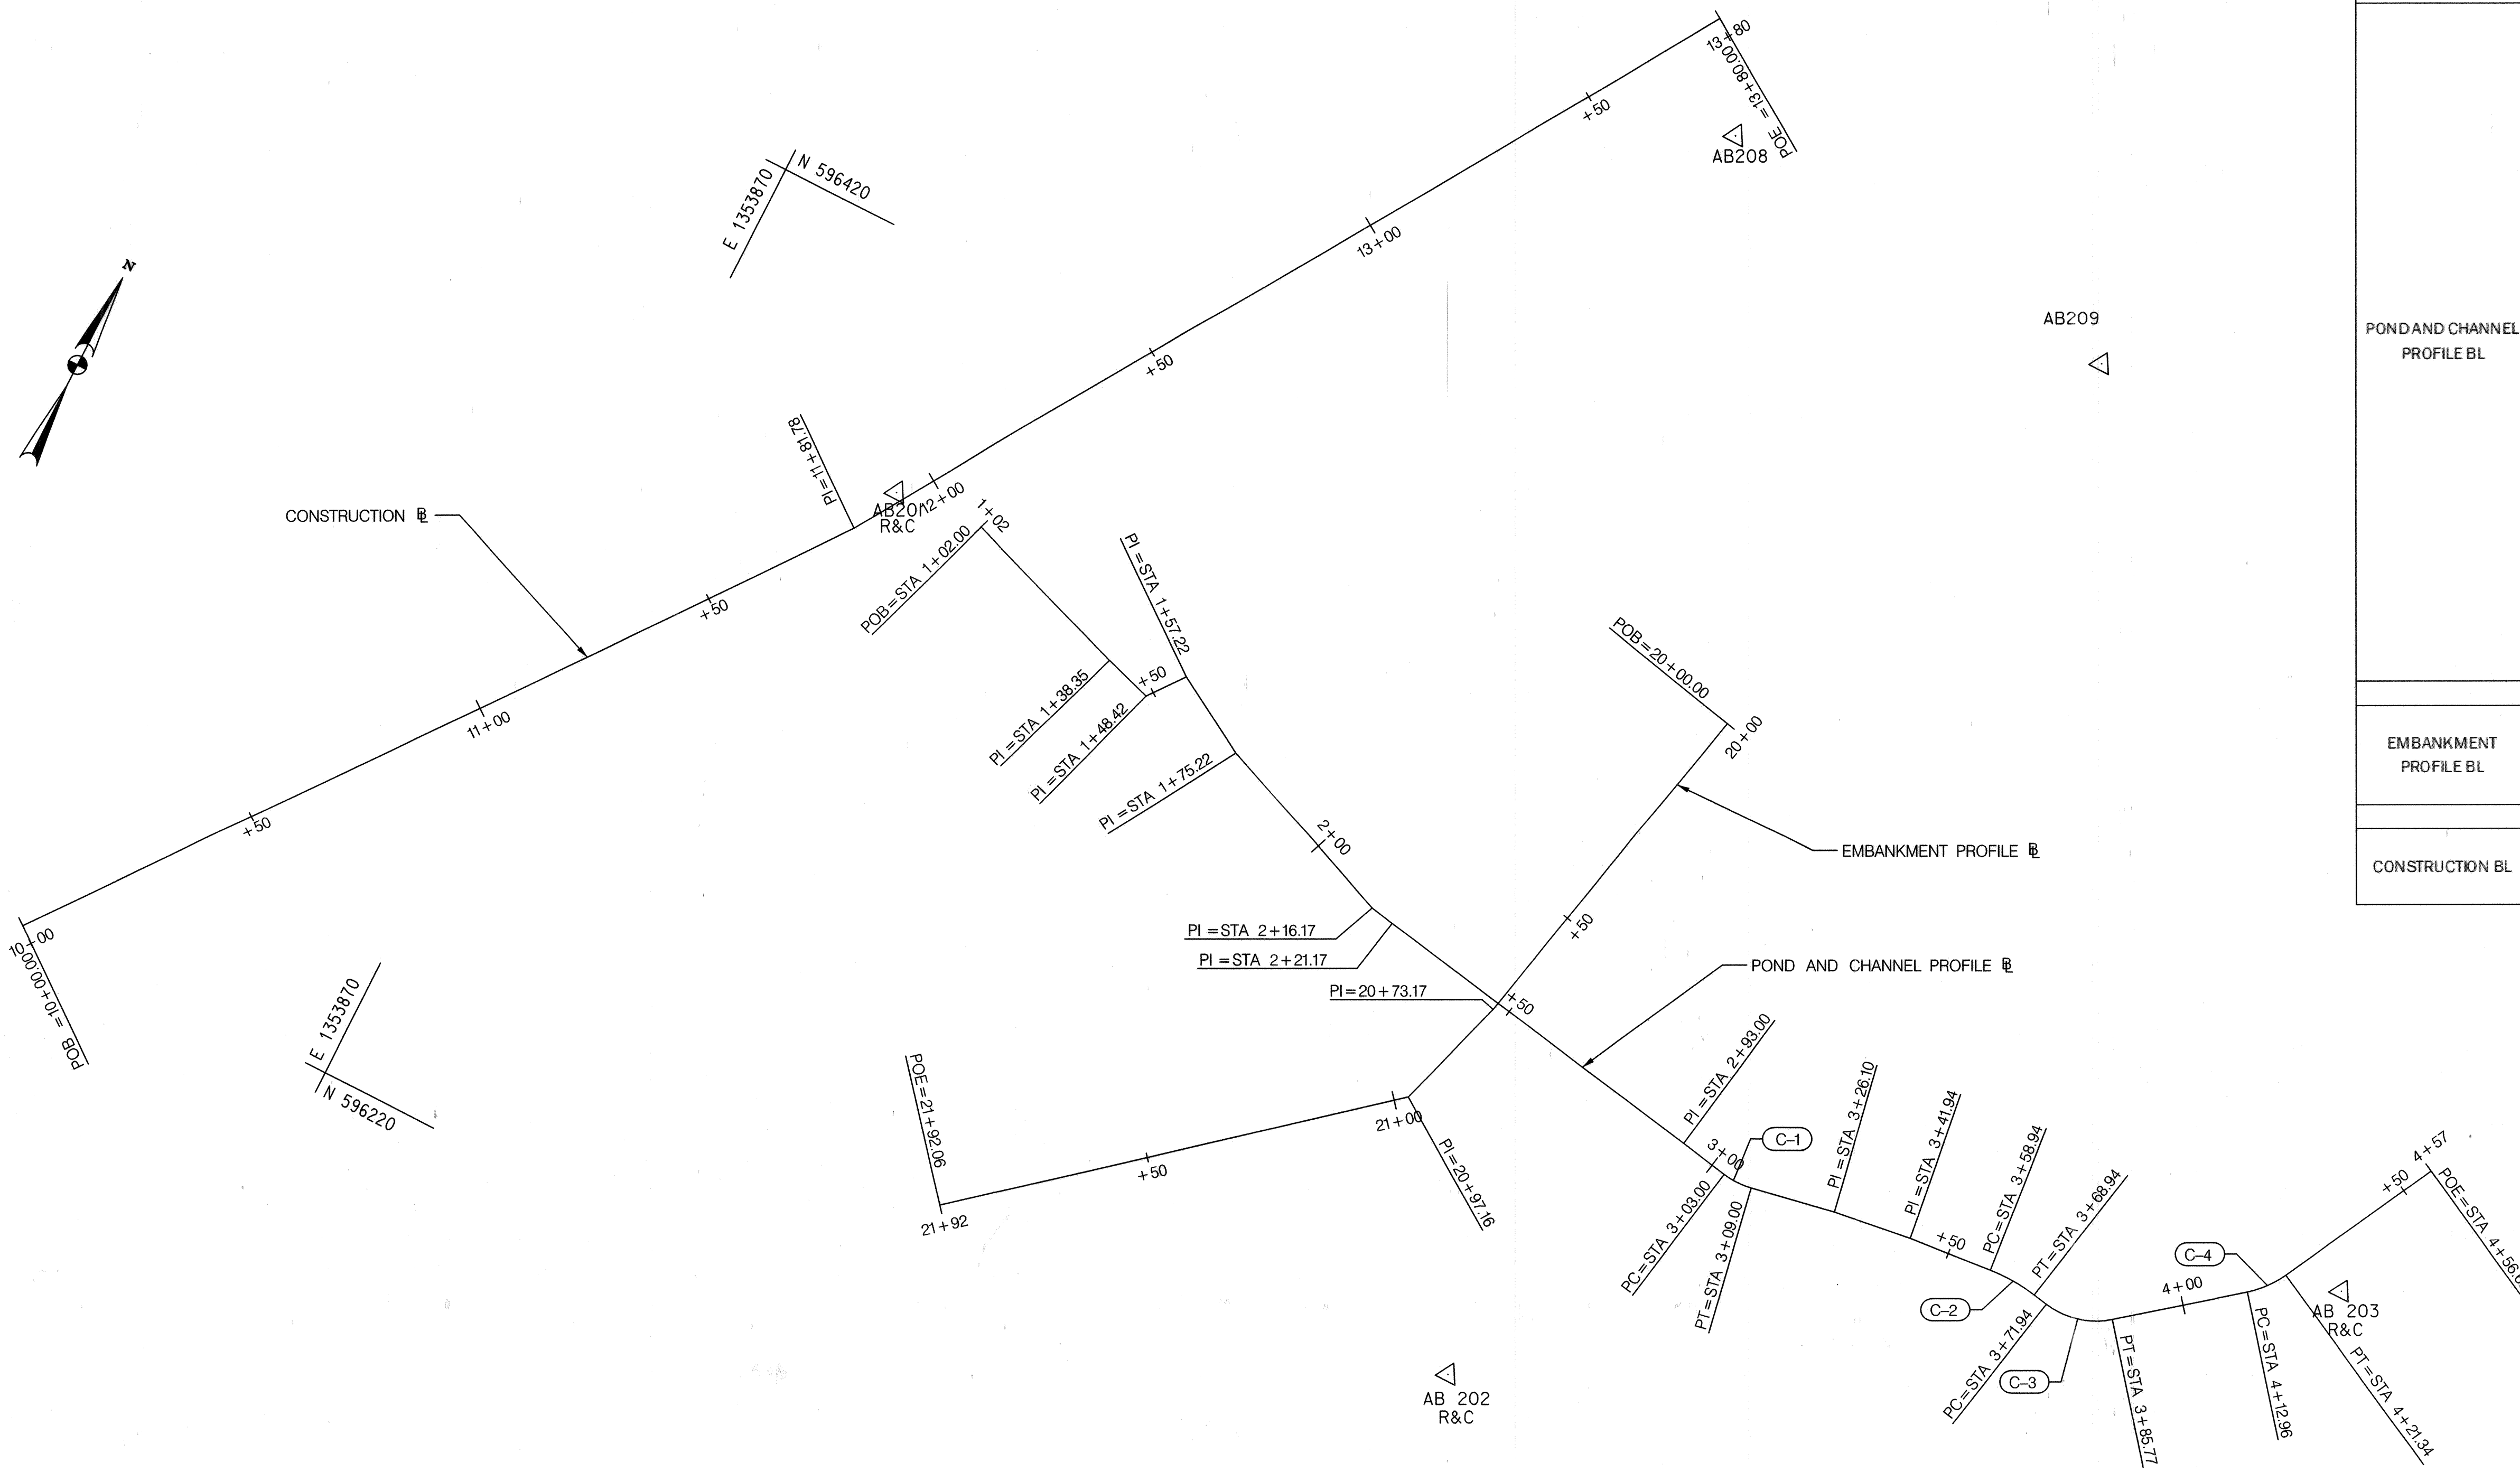 13+80
POE =13+80.00
+50
AB208
N 596420
E 1353870
13+00
N
AB209
POND AND CHANNEL
PROFILE BL
+50
PI=11+81.78
12+00
R&C
CONSTRUCTION BL
1+02
POB=STA 1+02.00
PI=STA 1+57.22
+50
+50
PI=STA 1+38.35
PI=STA 1+48.42
11+00
POB=20+00.00
20+00
EMBANKMENT
PROFILE BL
PI=STA 1+75.22
+50
2+00
EMBANKMENT PROFILE BL
CONSTRUCTION BL
10+00
POB =10+00.00
PI=STA 2+16.17
PI=STA 2+21.17
+50
POND AND CHANNEL PROFILE BL
PI=20+73.17
+50
E 1353870
N 596220
POE=21+92.06
21+92
+50
21+00
PI=20+97.16
PI=STA 2+93.00
3+00
C-1
PC=STA 3+03.00
PT=STA 3+09.00
PI=STA 3+26.10
PI=STA 3+41.94
+50
PC=STA 3+58.94
PT=STA 3+68.94
C-2
PC=STA 3+71.94
C-3
PT=STA 3+85.77
4+00
C-4
PC=STA 4+12.96
PT=STA 4+21.34
+50
4+57
POE=STA
AB 203
R&C
AB 202
R&C